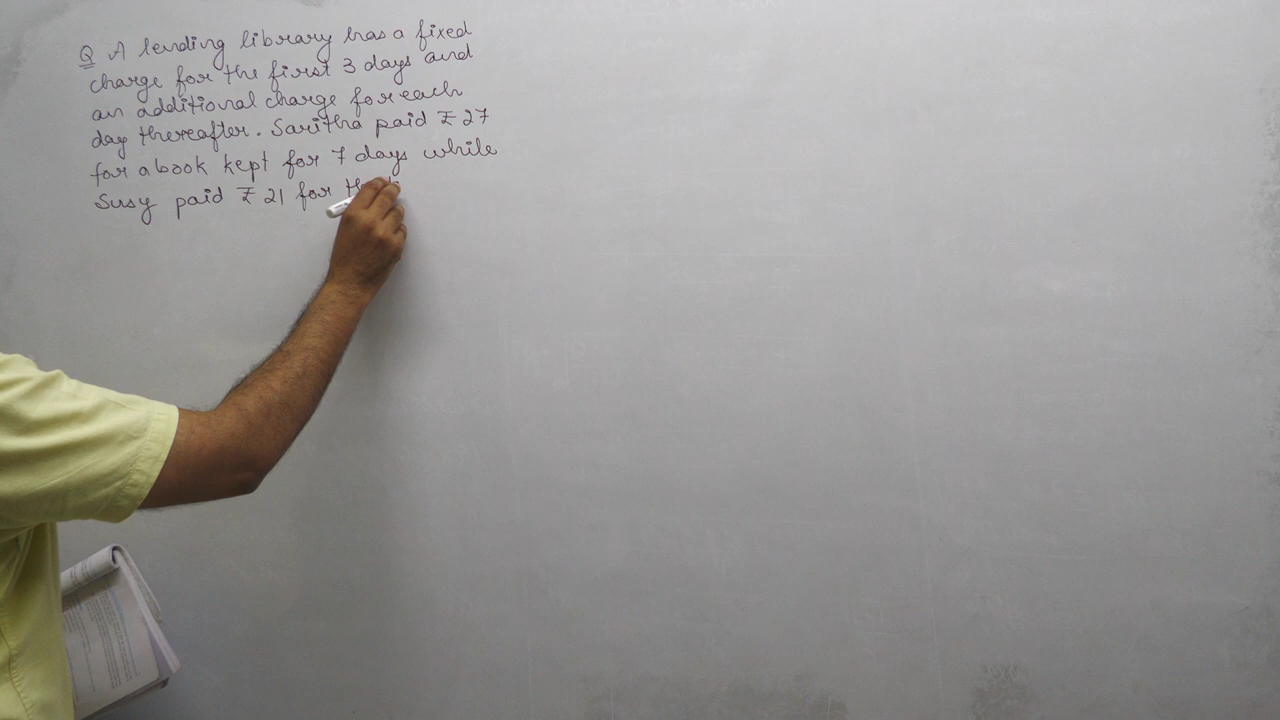 Q A lending library has a fixed
charge for the first 3 days and
an additional charge for each
day thereafter. Saritha paid ₹ 27
for a book kept for 7 days while
Susy paid ₹ 21 for